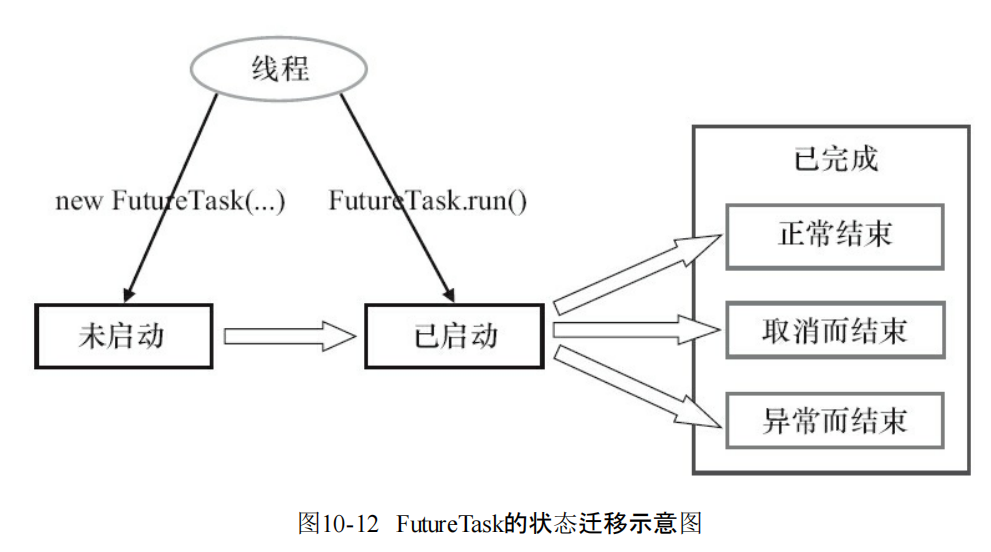 线程
new FutureTask(...)
FutureTask.run()
未启动
已启动
已完成
正常结束
取消而结束
异常而结束
图10-12 FutureTask的状态迁移示意图